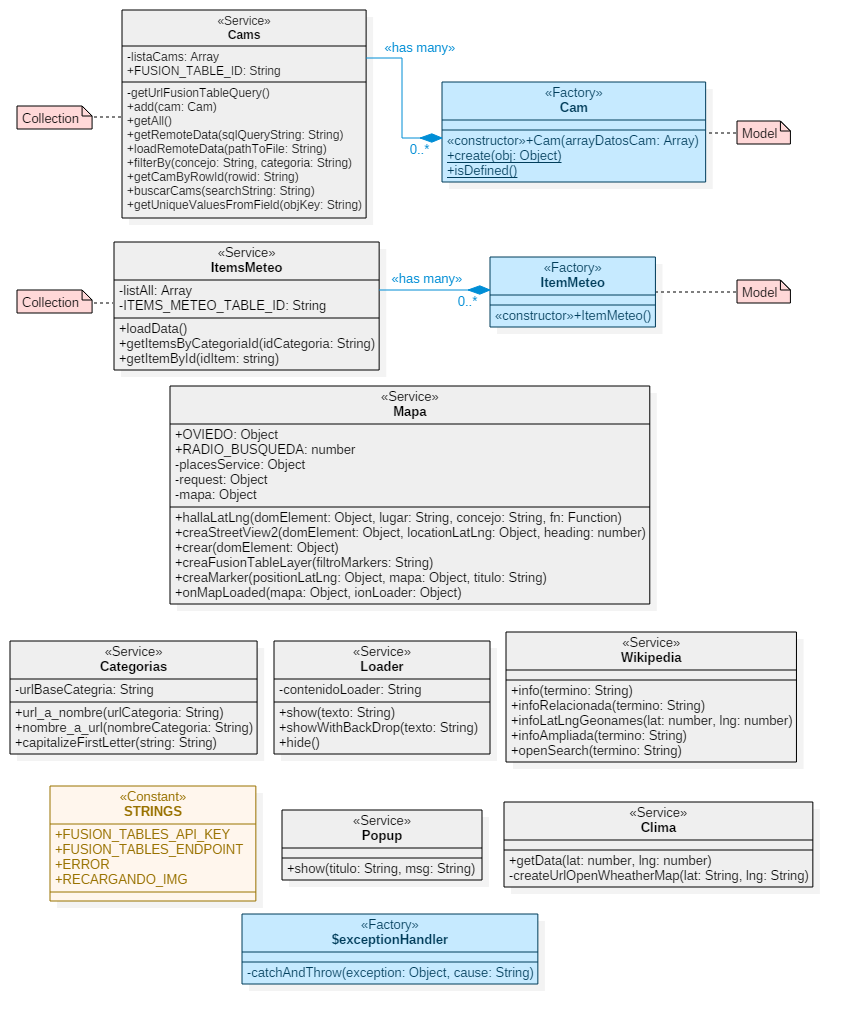 «Service»
Cams
-listaCams: Array
+FUSION_TABLE_ID: String
-getUrlFusionTableQuery()
+add(cam: Cam)
+getAll()
+getRemoteData(sqlQueryString: String)
+loadRemoteData(pathToFile: String)
+filterBy(concejo: String, categoria: String)
+getCamByRowId(rowid: String)
+buscarCams(searchString: String)
+getUniqueValuesFromField(objKey: String)
Collection
«has many»
0..*
«Factory»
Cam
«constructor»+Cam(arrayDatosCam: Array)
+create(obj: Object)
+isDefined()
Model
«Service»
ItemsMeteo
-listAll: Array
-ITEMS_METEO_TABLE_ID: String
+loadData()
+getItemsByCategoriaId(idCategoria: String)
+getItemById(idItem: string)
Collection
«has many»
0..*
«Factory»
ItemMeteo
«constructor»+ItemMeteo()
Model
«Service»
Mapa
+OVIEDO: Object
+RADIO_BUSQUEDA: number
-placesService: Object
-request: Object
-mapa: Object
+hallaLatLng(domElement: Object, lugar: String, concejo: String, fn: Function)
+creaStreetView2(domElement: Object, locationLatLng: Object, heading: number)
+crear(domElement: Object)
+creaFusionTableLayer(filtroMarkers: String)
+creaMarker(positionLatLng: Object, mapa: Object, titulo: String)
+onMapLoaded(mapa: Object, ionLoader: Object)
«Service»
Categorias
-urlBaseCategria: String
+url_a_nombre(urlCategoria: String)
+nombre_a_url(nombreCategoria: String)
+capitalizeFirstLetter(string: String)
«Service»
Loader
-contenidoLoader: String
+show(texto: String)
+showWithBackDrop(texto: String)
+hide()
«Service»
Wikipedia
+info(termino: String)
+infoRelacionada(termino: String)
+infoLatLngGeonames(lat: number, lng: number)
+infoAmpliada(termino: String)
+openSearch(termino: String)
«Constant»
STRINGS
+FUSION_TABLES_API_KEY
+FUSION_TABLES_ENDPOINT
+ERROR
+RECARGANDO_IMG
«Service»
Popup
+show(titulo: String, msg: String)
«Service»
Clima
+getData(lat: number, lng: number)
-createUrlOpenWheatherMap(lat: String, lng: String)
«Factory»
$exceptionHandler
-catchAndThrow(exception: Object, cause: String)